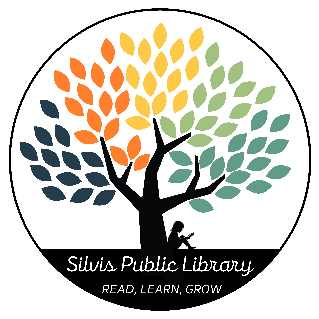 Silvis Public Library
READ, LEARN, GROW